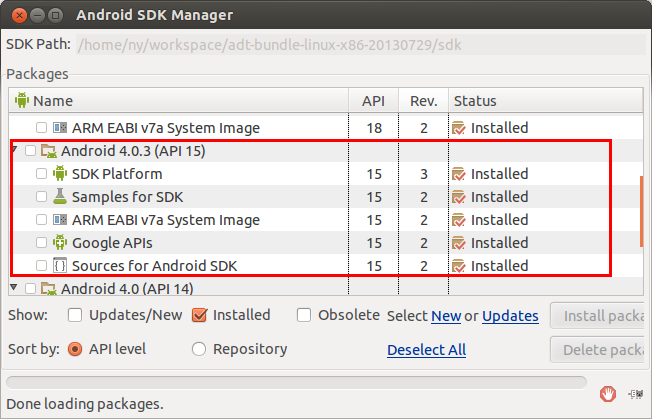 Android SDK Manager
SDK Path: /home/ny/workspace/adt-bundle-linux-x86-20130729/sdk
Packages
Name API Rev. Status
ARM EABI v7a System Image 18 2 Installed
Android 4.0.3 (API 15)
SDK Platform 15 3 Installed
Samples for SDK 15 2 Installed
ARM EABI v7a System Image 15 2 Installed
Google APIs 15 2 Installed
Sources for Android SDK 15 2 Installed
Android 4.0 (API 14)
Show: Updates/New Installed Obsolete Select New or Updates Install packa
Sort by: API level Repository Deselect All Delete packa
Done loading packages.